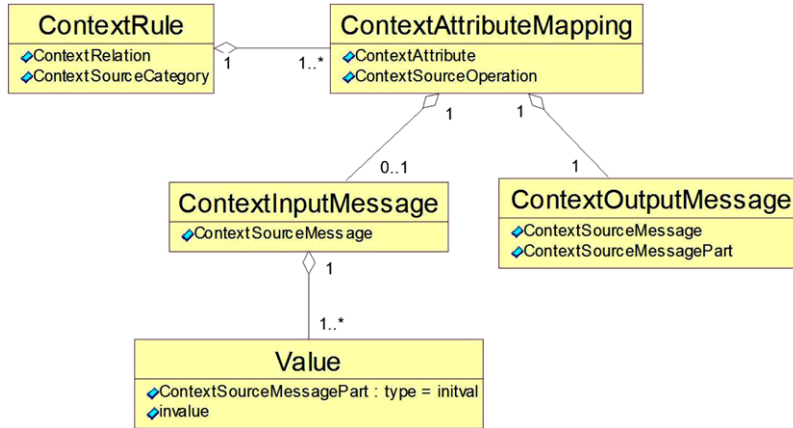 ContextRule
ContextRelation
ContextSourceCategory
1
1..*
ContextAttributeMapping
ContextAttribute
ContextSourceOperation
1
1
0..1
1
ContextInputMessage
ContextSourceMessage
ContextOutputMessage
ContextSourceMessage
ContextSourceMessagePart
1
1..*
Value
ContextSourceMessagePart : type = initval
invalue